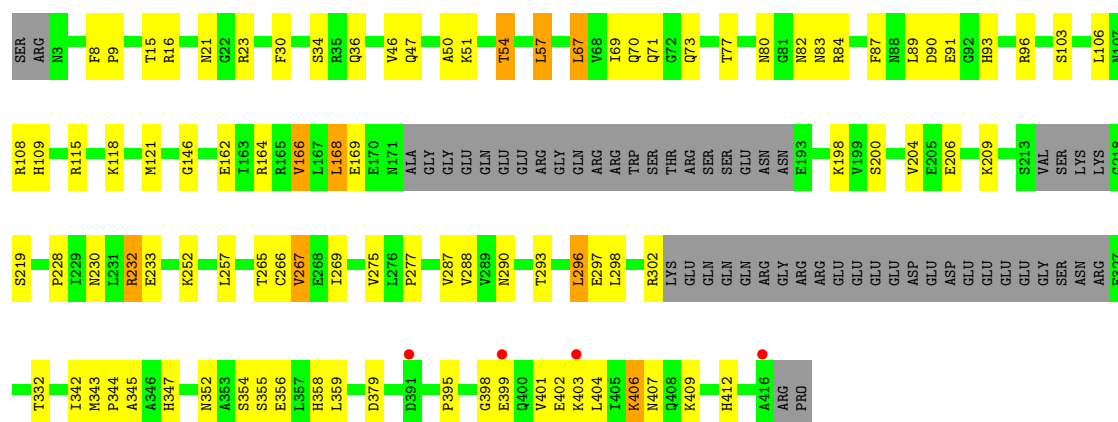 SER ARG N3 F8 P9 T15 R16 N21 G22 R23 F30 S34 R35 Q36 V46 Q47 A50 K51 T54 L57 L67 V68 I69 Q70 Q71 G72 Q73 T77 N80 G81 N82 N83 R84 F87 N88 L89 D90 E91 G92 H93 R96 S103 L106 N107
R108 H109 R115 K118 M121 G146 E162 I163 R164 R165 V166 L167 L168 E169 E170 N171 ALA GLY GLY GLU GLN GLU GLU ARG GLY GLN ARG ARG TRP SER THR ARG SER SER GLU ASN ASN E193 K198 V199 S200 V204 E205 E206 K209 S213 VAL SER LYS LYS G218
S219 P228 I229 N230 L231 R232 E233 K252 L257 T265 C266 V267 E268 I269 V275 L276 P277 V287 V288 V289 N290 T293 L296 E297 L298 R302 LYS GLU GLN GLN GLN ARG GLY ARG ARG GLU GLU GLU GLU ASP GLU ASP GLU GLU GLU GLU GLY SER ASN ARG E327
T332 I342 M343 P344 A345 A346 H347 N352 A353 S354 S355 E356 L357 H358 L359 D379 D391 P395 G398 E399 Q400 V401 E402 K403 L404 I405 K406 N407 Q408 K409 H412 A416 ARG PRO